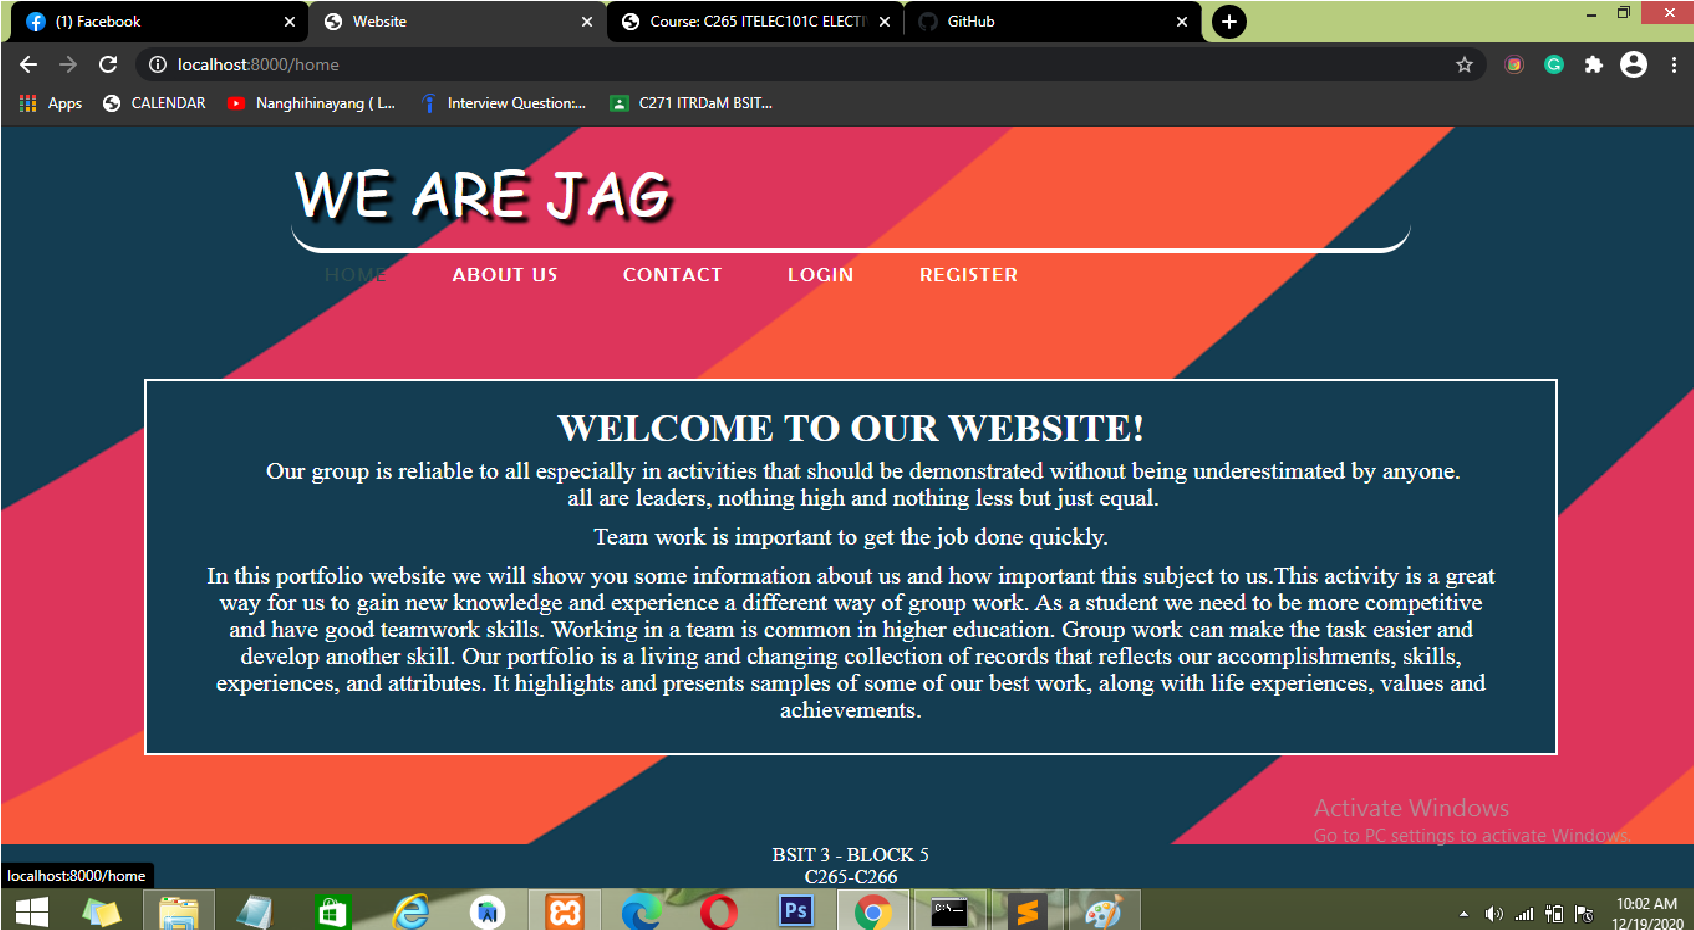 (1) Facebook
Website
Course: C265 ITELEC101C ELECTI
GitHub
localhost:8000/home
Apps
CALENDAR
Nanghihinayang ( L...
Interview Question:...
C271 ITRDaM BSIT...
WE ARE JAG
HOME
ABOUT US
CONTACT
LOGIN
REGISTER
WELCOME TO OUR WEBSITE!
Our group is reliable to all especially in activities that should be demonstrated without being underestimated by anyone.
all are leaders, nothing high and nothing less but just equal.
Team work is important to get the job done quickly.
In this portfolio website we will show you some information about us and how important this subject to us.This activity is a great
way for us to gain new knowledge and experience a different way of group work. As a student we need to be more competitive
and have good teamwork skills. Working in a team is common in higher education. Group work can make the task easier and
develop another skill. Our portfolio is a living and changing collection of records that reflects our accomplishments, skills,
experiences, and attributes. It highlights and presents samples of some of our best work, along with life experiences, values and
achievements.
Activate Windows
Go to PC settings to activate Windows.
BSIT 3 - BLOCK 5
C265-C266
localhost:8000/home
Ps
C:\_
10:02 AM
12/19/2020